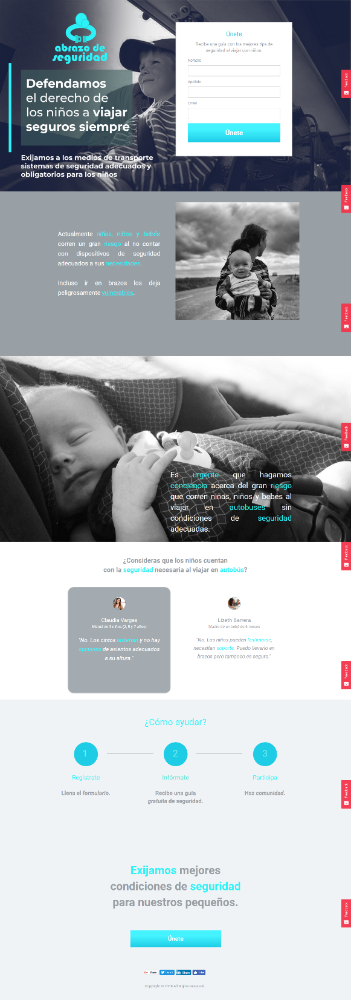 abrazo de
seguridad
Defendamos
el derecho de
los niños a viajar
seguros siempre
Exijamos a los medios de transporte
sistemas de seguridad adecuados y
obligatorios para los niños
Únete
Recibe una guía con los mejores tips de
seguridad al viajar con niños.
Nombre
Apellido
Email
Únete
Feedback
Feedback
Actualmente niñas, niños y bebés
corren un gran riesgo al no contar
con dispositivos de seguridad
adecuados a sus necesidades.
Incluso ir en brazos los deja
peligrosamente vulnerables.
Feedback
Feedback
Es urgente que hagamos
conciencia acerca del gran riesgo
que corren niñas, niños y bebés al
viajar en autobuses sin
condiciones de seguridad
adecuadas.
Feedback
¿Consideras que los niños cuentan
con la seguridad necesaria al viajar en autobús?
Claudia Vargas
Mamá de 3 niños (2, 5 y 7 años)
"No. Los cintos lastiman y no hay
opciones de asientos adecuados
a su altura."
Lizeth Barrera
Madre de un bebé de 6 meses
"No. Los niños pueden lastimarse,
necesitan soporte. Puedo llevarlo en
brazos pero tampoco es seguro."
Feedback
¿Cómo ayudar?
1
2
3
Regístrate
Infórmate
Participa
Llena el formulario.
Recibe una guía
gratuita de seguridad.
Haz comunidad.
Feedback
Exijamos mejores
condiciones de seguridad
para nuestros pequeños.
Feedback
Únete
G+ Share
Tweet
in Share
Like
Copyright © 2018 All Rights Reserved.